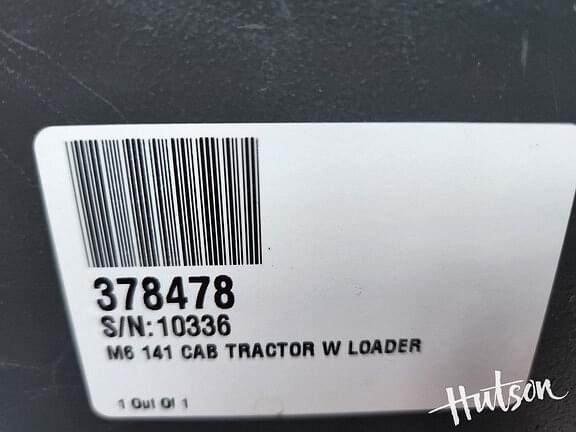 378478
S/N:10336
M6 141 CAB TRACTOR W LOADER
1 Out Of 1
Hutson